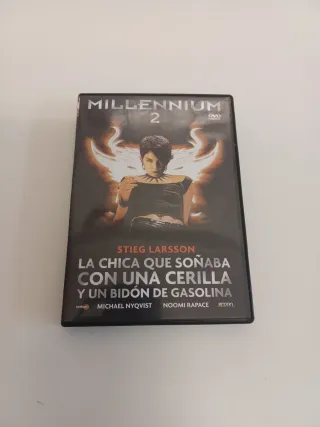 MILLENNIUM
2
DVD
STIEG LARSSON
LA CHICA QUE SOÑABA
CON UNA CERILLA
Y UN BIDÓN DE GASOLINA
MICHAEL NYQVIST NOOMI RAPACE